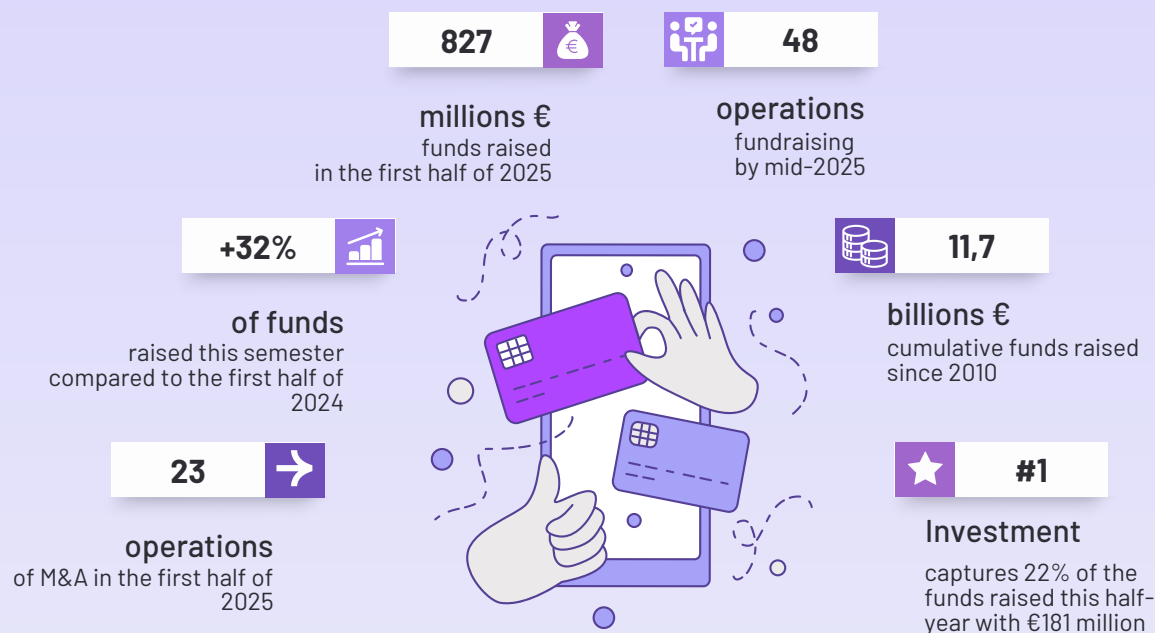 827
millions €
funds raised
in the first half of 2025
48
operations
fundraising
by mid-2025
+32%
of funds
raised this semester
compared to the first half of
2024
11,7
billions €
cumulative funds raised
since 2010
23
operations
of M&A in the first half of
2025
#1
Investment
captures 22% of the
funds raised this half-
year with €181 million